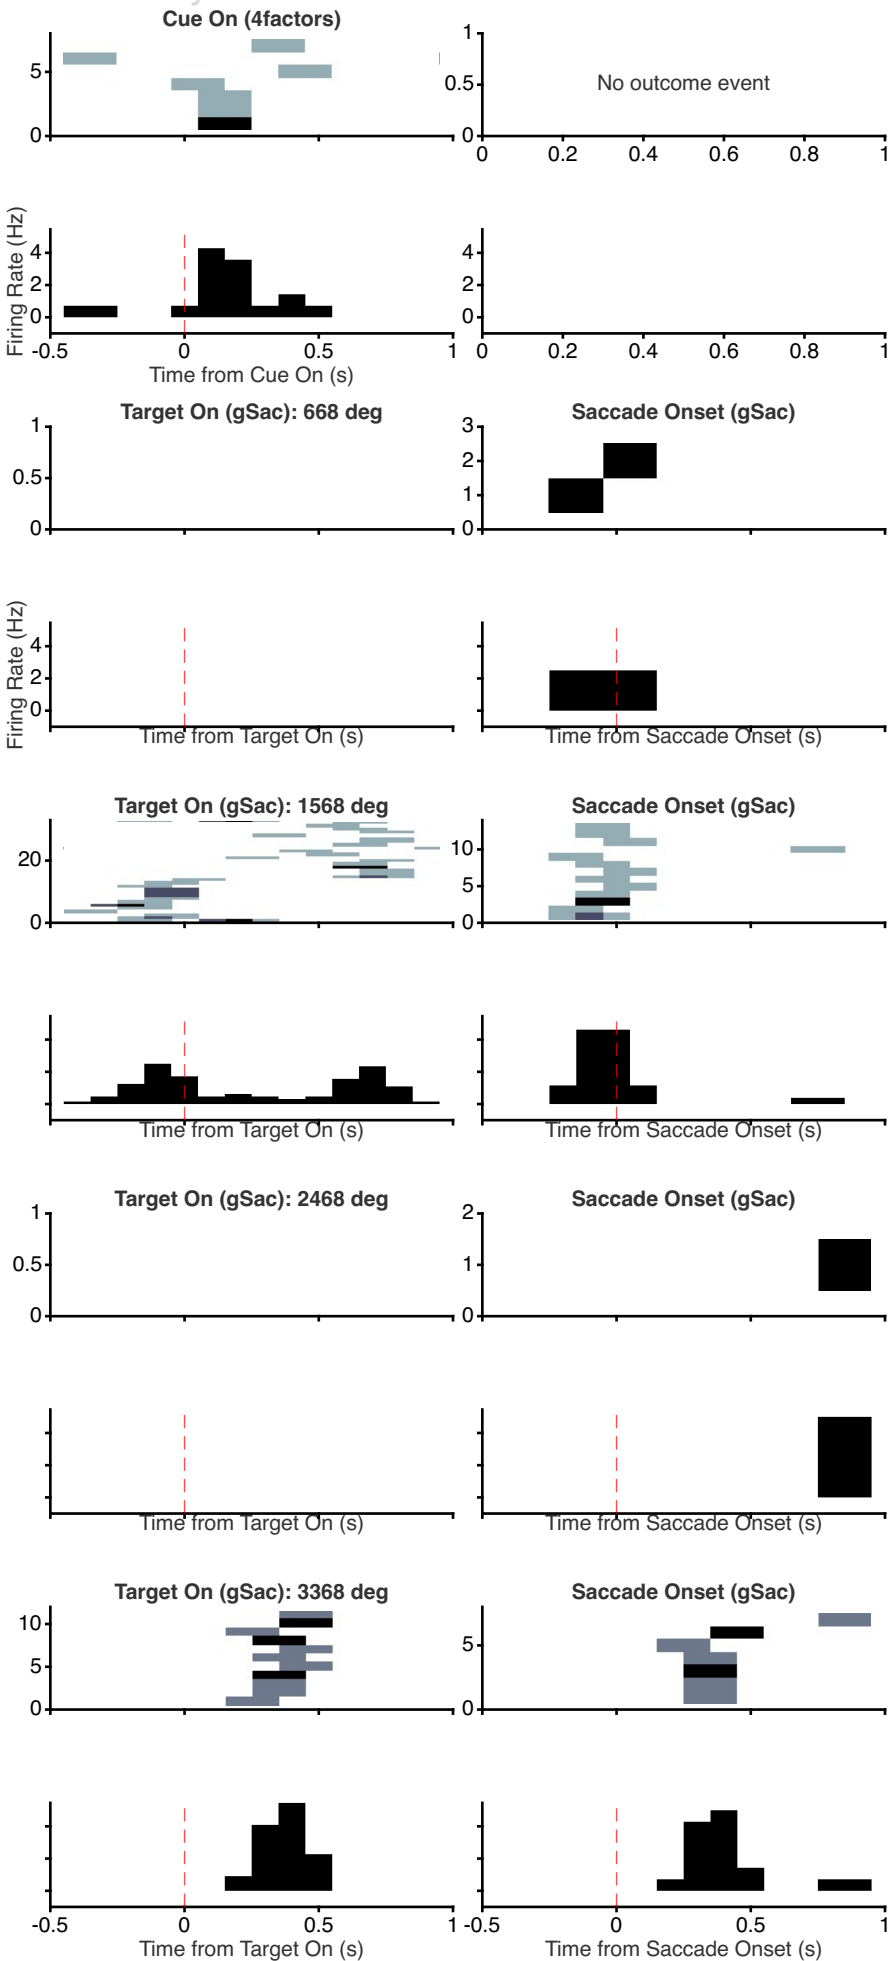 Cue On (4factors)
5
0
1
0.5
0
No outcome event
0 0.2 0.4 0.6 0.8 1
Firing Rate (Hz)
4
2
0
-0.5 0 0.5 1
Time from Cue On (s)
4
2
0
0 0.2 0.4 0.6 0.8 1
Target On (gSac): 668 deg
1
0.5
0
Saccade Onset (gSac)
3
2
1
0
Firing Rate (Hz)
4
2
0
Time from Target On (s)
4
2
0
Time from Saccade Onset (s)
Target On (gSac): 1568 deg
20
0
Saccade Onset (gSac)
10
5
0
Time from Target On (s)
Time from Saccade Onset (s)
Target On (gSac): 2468 deg
1
0.5
0
Saccade Onset (gSac)
2
1
0
Time from Target On (s)
Time from Saccade Onset (s)
Target On (gSac): 3368 deg
10
5
0
Saccade Onset (gSac)
5
0
-0.5 0 0.5 1
Time from Target On (s)
-0.5 0 0.5 1
Time from Saccade Onset (s)